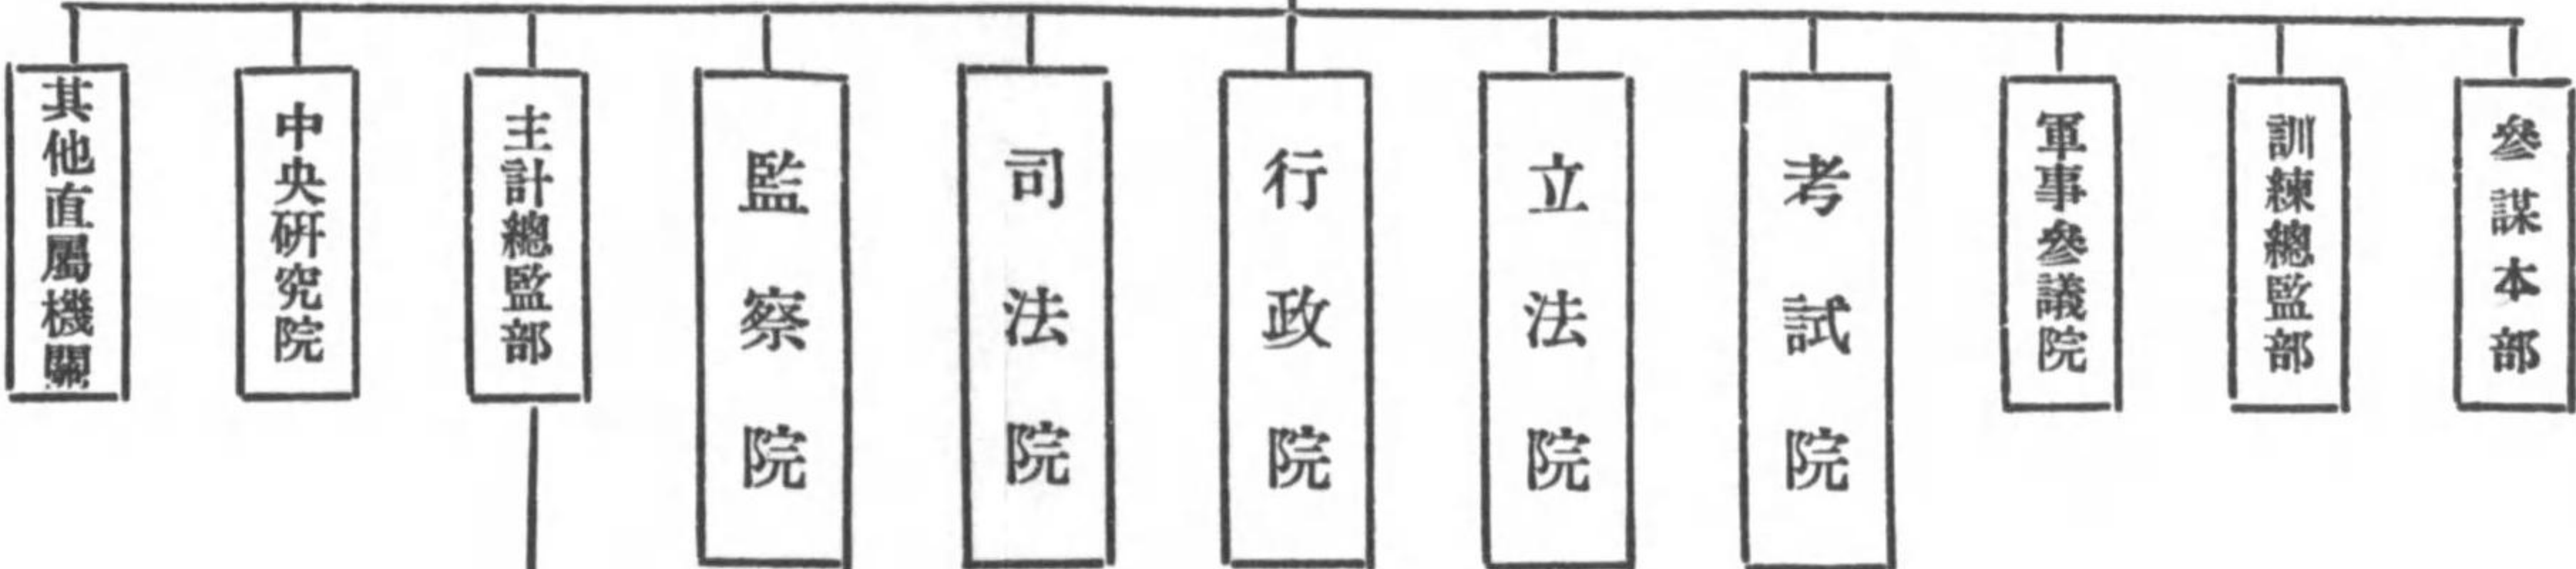 參謀本部
訓練總監部
軍事參議院
考試院
立法院
行政院
司法院
監察院
主計總監部
中央研究院
其他直屬機關